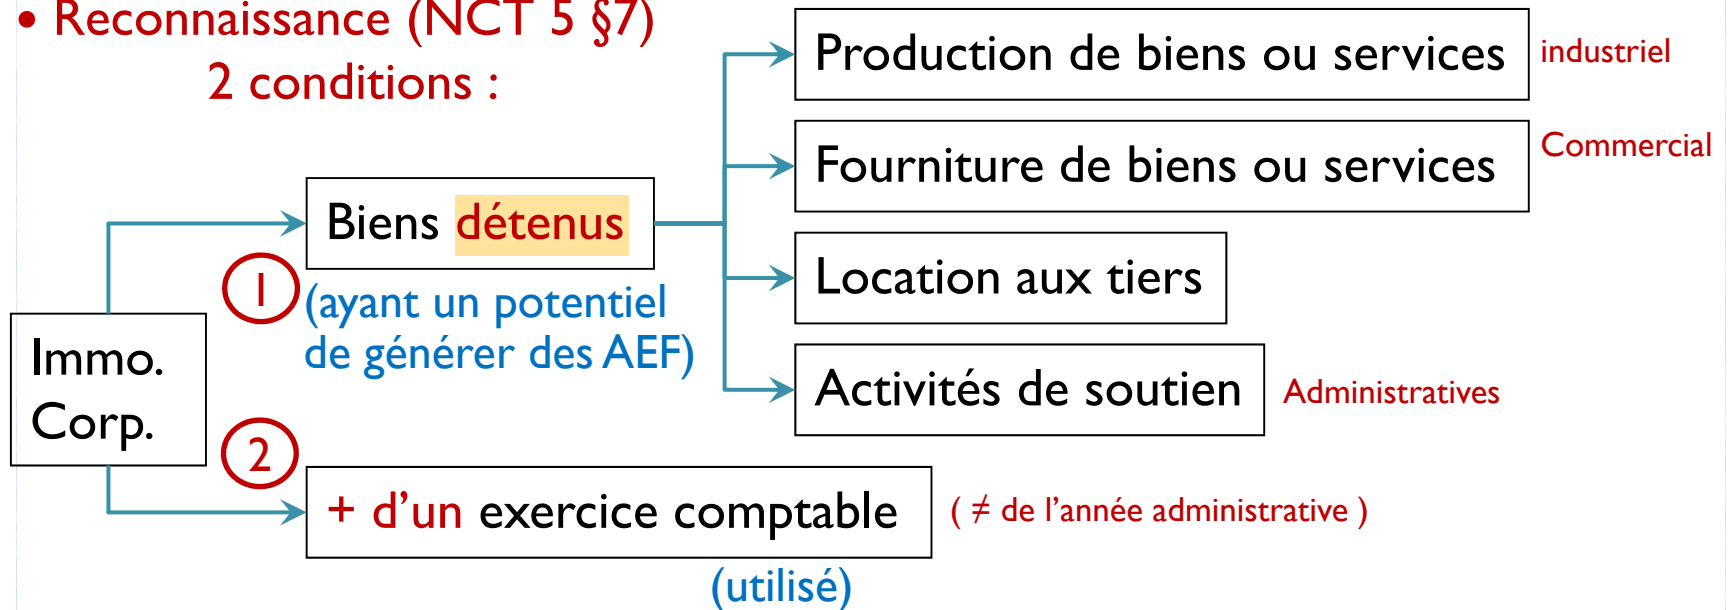 • Reconnaissance (NCT 5 §7)
2 conditions :
Production de biens ou services
industriel
Fourniture de biens ou services
Commercial
Biens détenus
1
(ayant un potentiel
de générer des AEF)
Location aux tiers
Immo.
Corp.
Activités de soutien
Administratives
2
+ d'un exercice comptable
( ≠ de l'année administrative )
(utilisé)